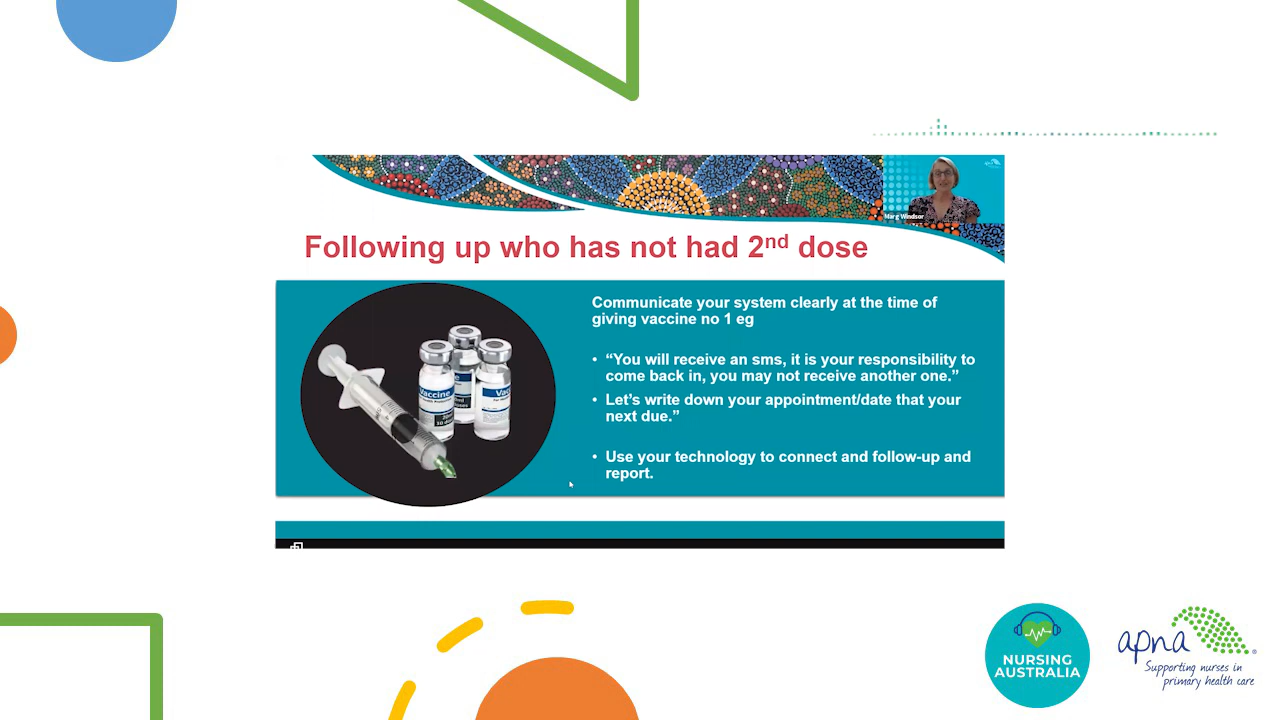 Marg Windsor
Following up who has not had 2nd dose
Communicate your system clearly at the time of
giving vaccine no 1 eg
• “You will receive an sms, it is your responsibility to
come back in, you may not receive another one.”
• Let’s write down your appointment/date that your
next due.”
• Use your technology to connect and follow-up and
report.
Vaccine
Vac
NURSING
AUSTRALIA
apna
Supporting nurses in
primary health care